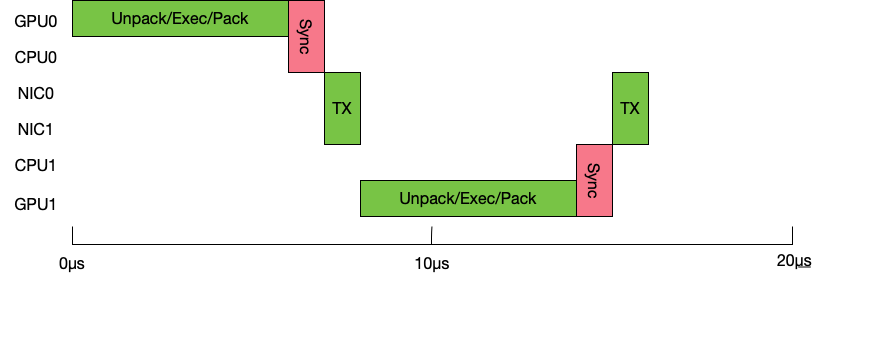 GPU0
Unpack/Exec/Pack
Sync
CPU0
NIC0
TX
TX
NIC1
CPU1
Sync
GPU1
Unpack/Exec/Pack
0µs
10µs
20µs